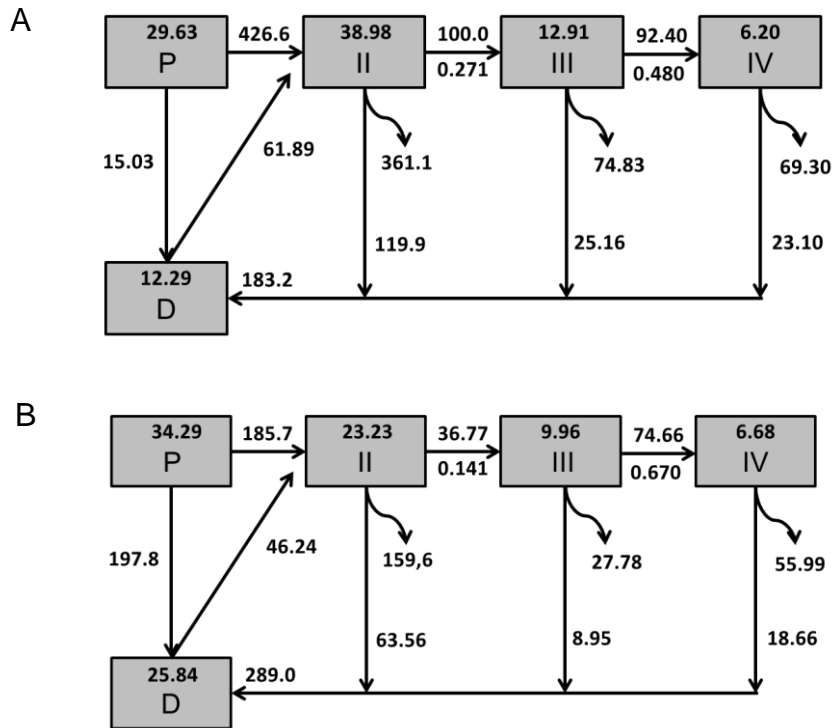 A
29.63 426.6 38.98 100.0 12.91 92.40 6.20
P II 0.271 III 0.480 IV
15.03 61.89 361.1 74.83 69.30
119.9 25.16 23.10
12.29 183.2
D
B
34.29 185.7 23.23 36.77 9.96 74.66 6.68
P II 0.141 III 0.670 IV
197.8 46.24 159,6 27.78 55.99
63.56 8.95 18.66
25.84 289.0
D